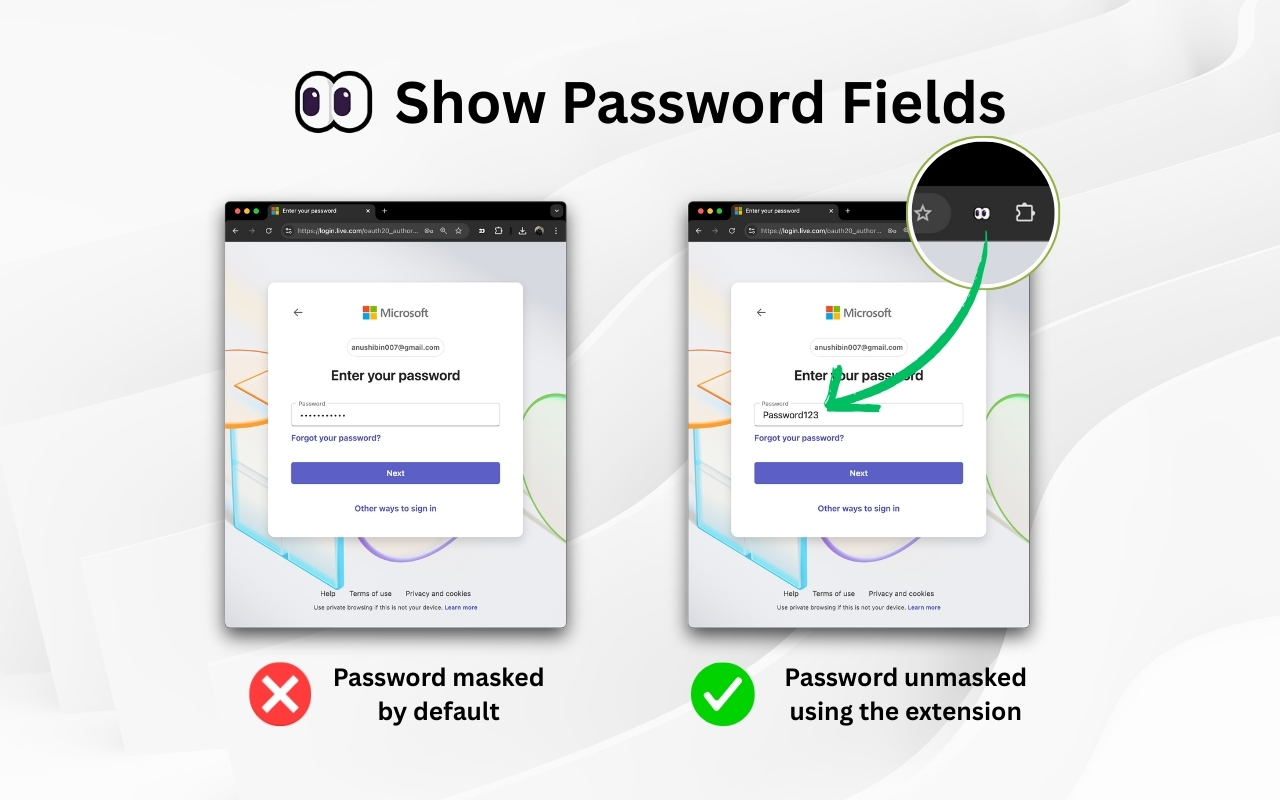 Show Password Fields
Enter your password
https://login.live.com/oauth20_author...
Microsoft
anushibin007@gmail.com
Enter your password
Password
•••••••••••
Forgot your password?
Next
Other ways to sign in
Help Terms of use Privacy and cookies
Use private browsing if this is not your device. Learn more
Enter your password
https://login.live.com/oauth20_author...
Microsoft
anushibin007@gmail.com
Enter your password
Password
Password123
Forgot your password?
Next
Other ways to sign in
Help Terms of use Privacy and cookies
Use private browsing if this is not your device. Learn more
Password masked
by default
Password unmasked
using the extension